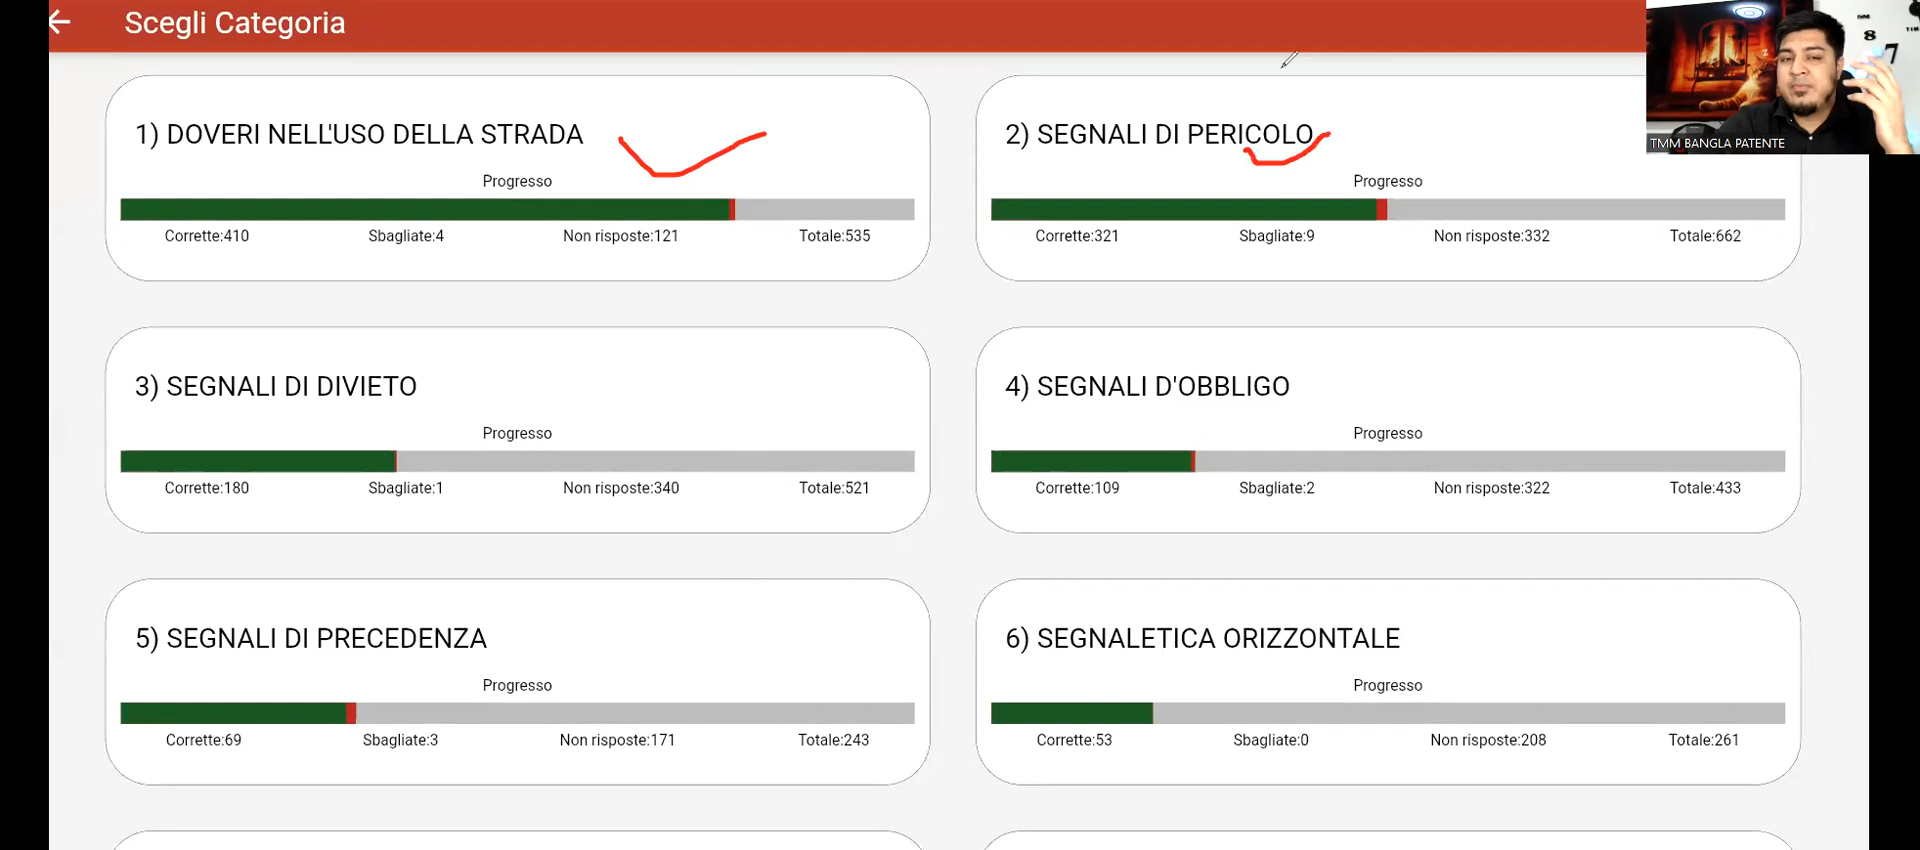 Scegli Categoria
8
7
TMM BANGLA PATENTE
1) DOVERI NELL'USO DELLA STRADA
Progresso
Corrette:410 Sbagliate:4 Non risposte:121 Totale:535
2) SEGNALI DI PERICOLO
Progresso
Corrette:321 Sbagliate:9 Non risposte:332 Totale:662
3) SEGNALI DI DIVIETO
Progresso
Corrette:180 Sbagliate:1 Non risposte:340 Totale:521
4) SEGNALI D'OBBLIGO
Progresso
Corrette:109 Sbagliate:2 Non risposte:322 Totale:433
5) SEGNALI DI PRECEDENZA
Progresso
Corrette:69 Sbagliate:3 Non risposte:171 Totale:243
6) SEGNALETICA ORIZZONTALE
Progresso
Corrette:53 Sbagliate:0 Non risposte:208 Totale:261